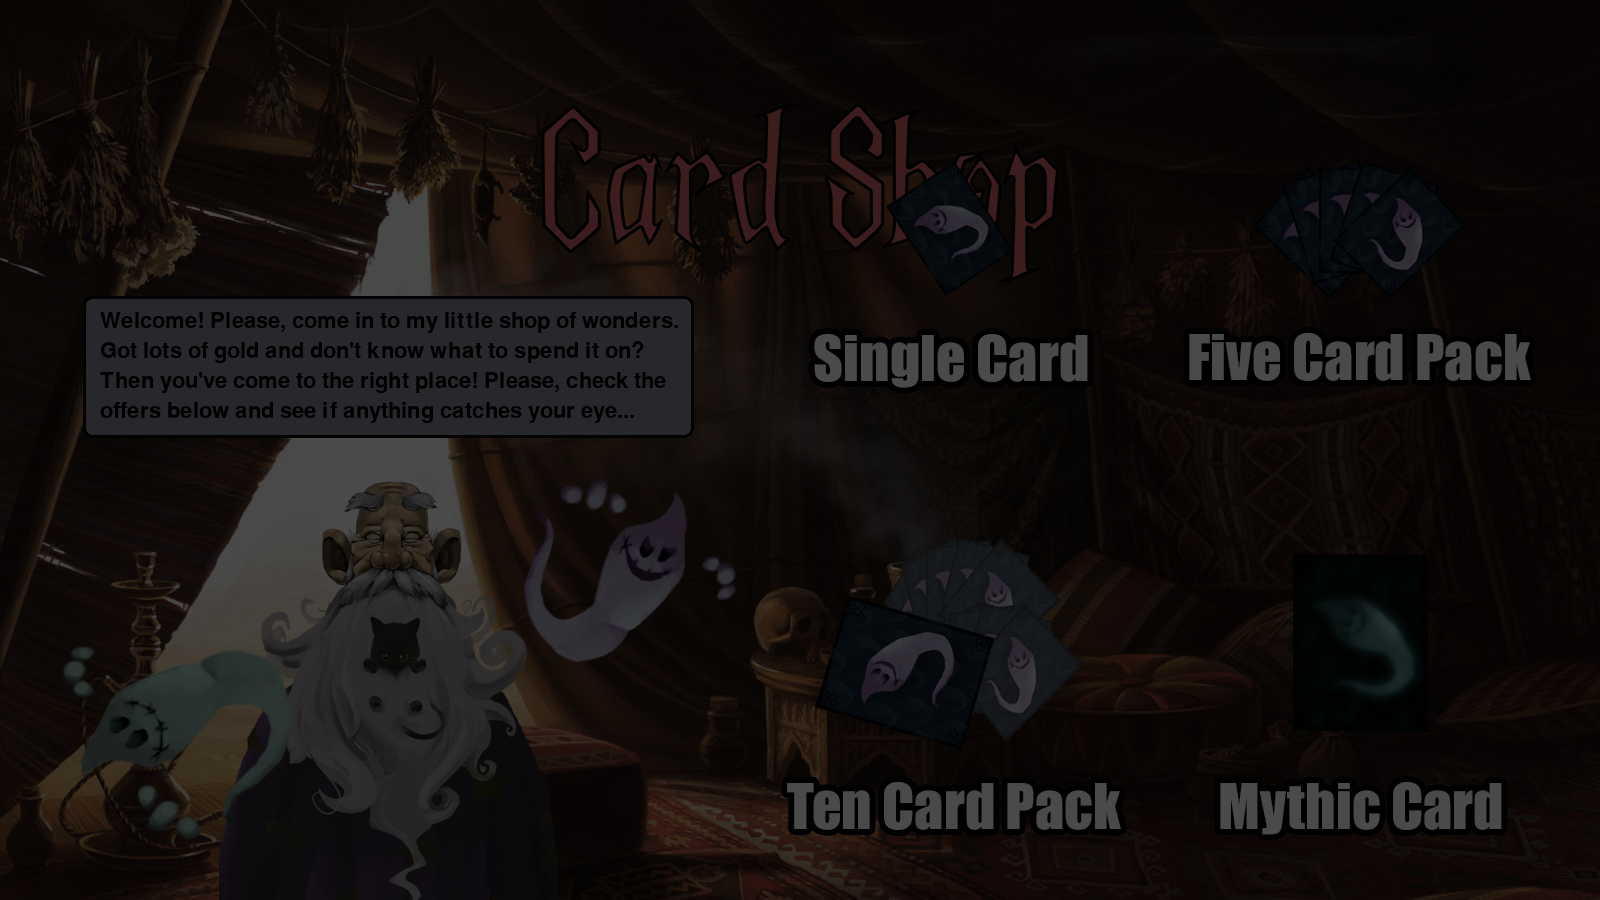 Card Shop
Welcome! Please, come in to my little shop of wonders.
Got lots of gold and don't know what to spend it on?
Then you've come to the right place! Please, check the
offers below and see if anything catches your eye...
Single Card
Five Card Pack
Ten Card Pack
Mythic Card